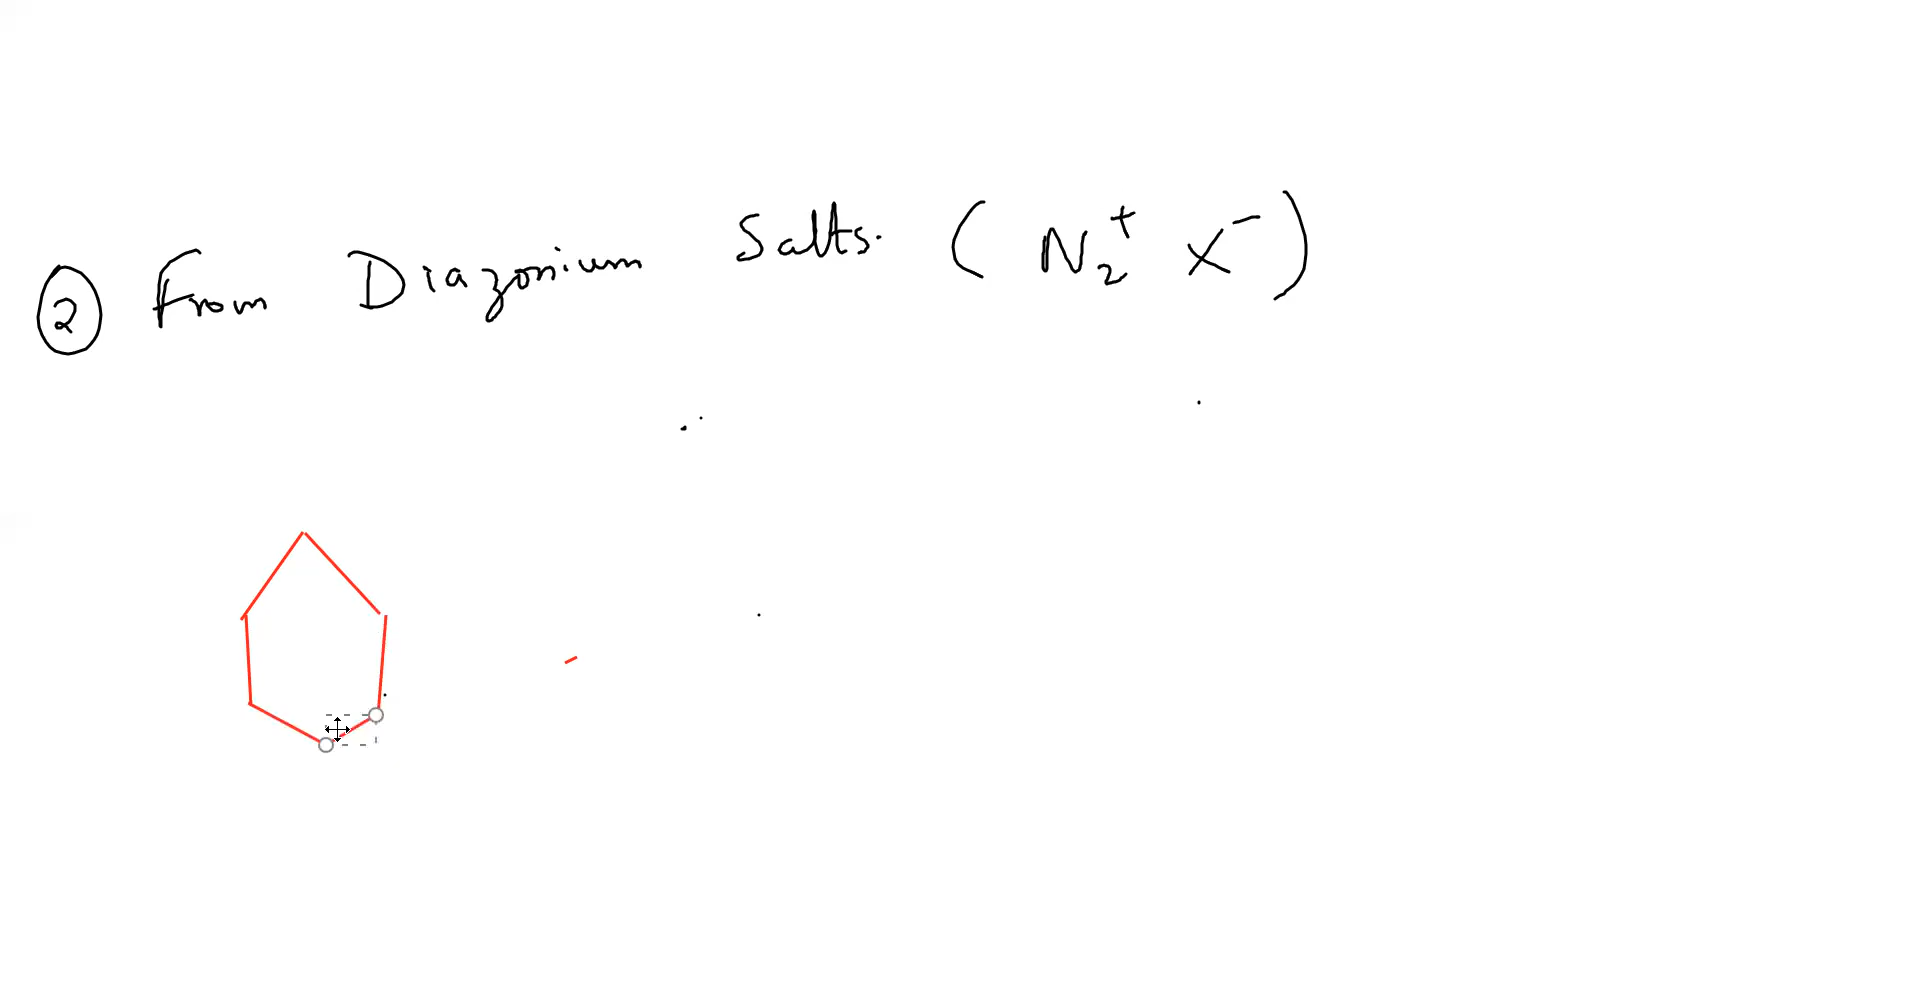 ② From Diazonium Salts. (N₂⁺ X⁻)